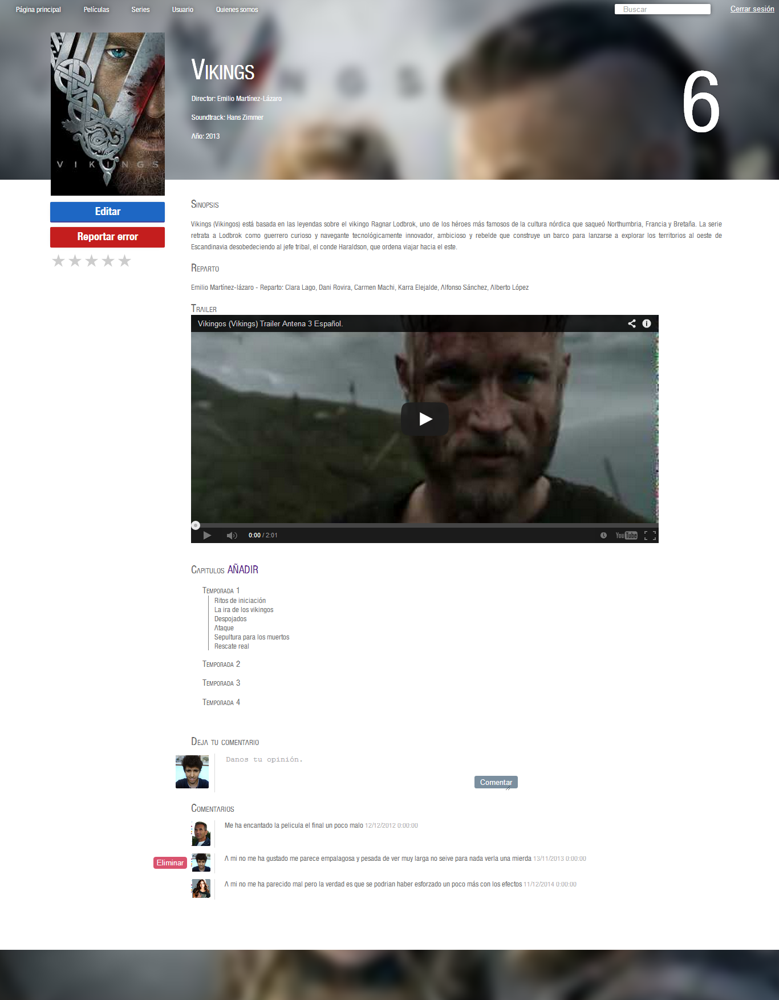 Página principal Películas Series Usuario Quienes somos Buscar Cerrar sesión
Vikings
Director: Emilio Martínez-Lázaro
Soundtrack: Hans Zimmer
Año: 2013
6
VIKINGS
Editar
Reportar error
Sinopsis
Vikings (Vikingos) está basada en las leyendas sobre el vikingo Ragnar Lodbrok, uno de los héroes más famosos de la cultura nórdica que saqueó Northumbria, Francia y Bretaña. La serie
retrata a Lodbrok como guerrero curioso y navegante tecnológicamente innovador, ambicioso y rebelde que construye un barco para lanzarse a explorar los territorios al oeste de
Escandinavia desobedeciendo al jefe tribal, el conde Haraldson, que ordena viajar hacia el este.
Reparto
Emilio Martínez-lázaro - Reparto: Clara Lago, Dani Rovira, Carmen Machi, Karra Elejalde, Alfonso Sánchez, Alberto López
Trailer
Vikingos (Vikings) Trailer Antena 3 Español.
0:00 / 2:01 YouTube
Capitulos AÑADIR
Temporada 1
Ritos de iniciación
La ira de los vikingos
Despojados
Ataque
Sepultura para los muertos
Rescate real
Temporada 2
Temporada 3
Temporada 4
Deja tu comentario
Danos tu opinión.
Comentar
Comentarios
Me ha encantado la pelicula el final un poco malo 12/12/2012 0:00:00
Eliminar A mi no me ha gustado me parece empalagosa y pesada de ver muy larga no seive para nada verla una mierda 13/11/2013 0:00:00
A mi no me ha parecido mal pero la verdad es que se podrian haber esforzado un poco más con los efectos 11/12/2014 0:00:00